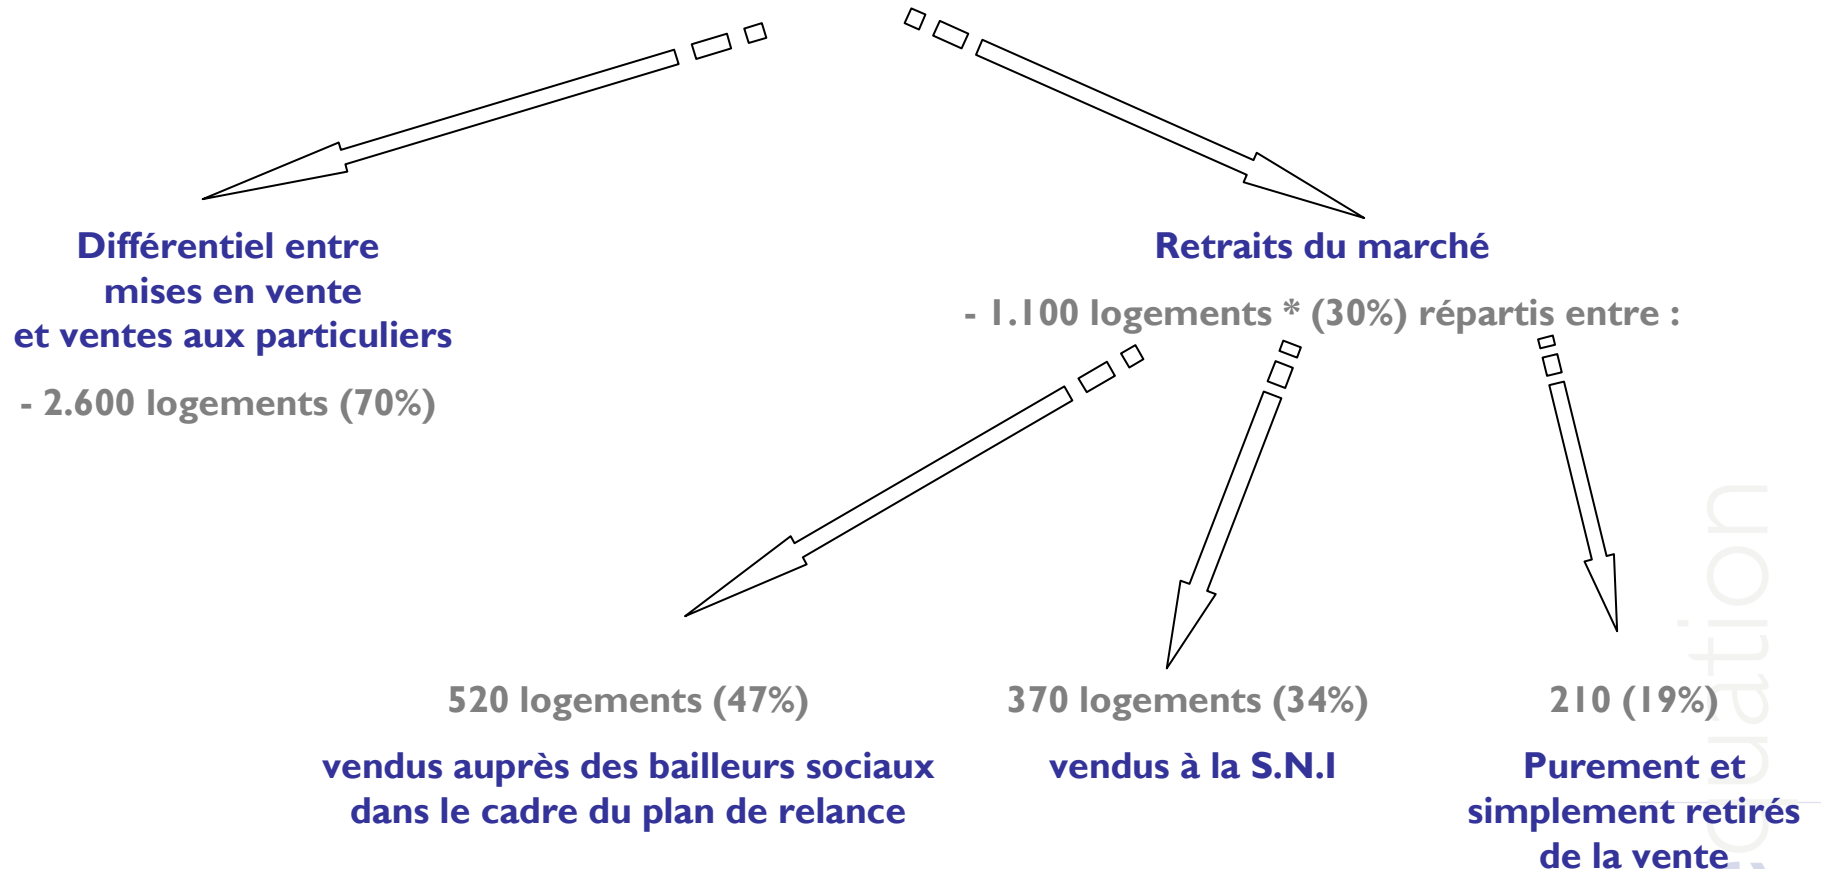 Différentiel entre
mises en vente
et ventes aux particuliers
- 2.600 logements (70%)
Retraits du marché
- 1.100 logements * (30%) répartis entre :
520 logements (47%)
vendus auprès des bailleurs sociaux
dans le cadre du plan de relance
370 logements (34%)
vendus à la S.N.I
210 (19%)
Purement et
simplement retirés
de la vente